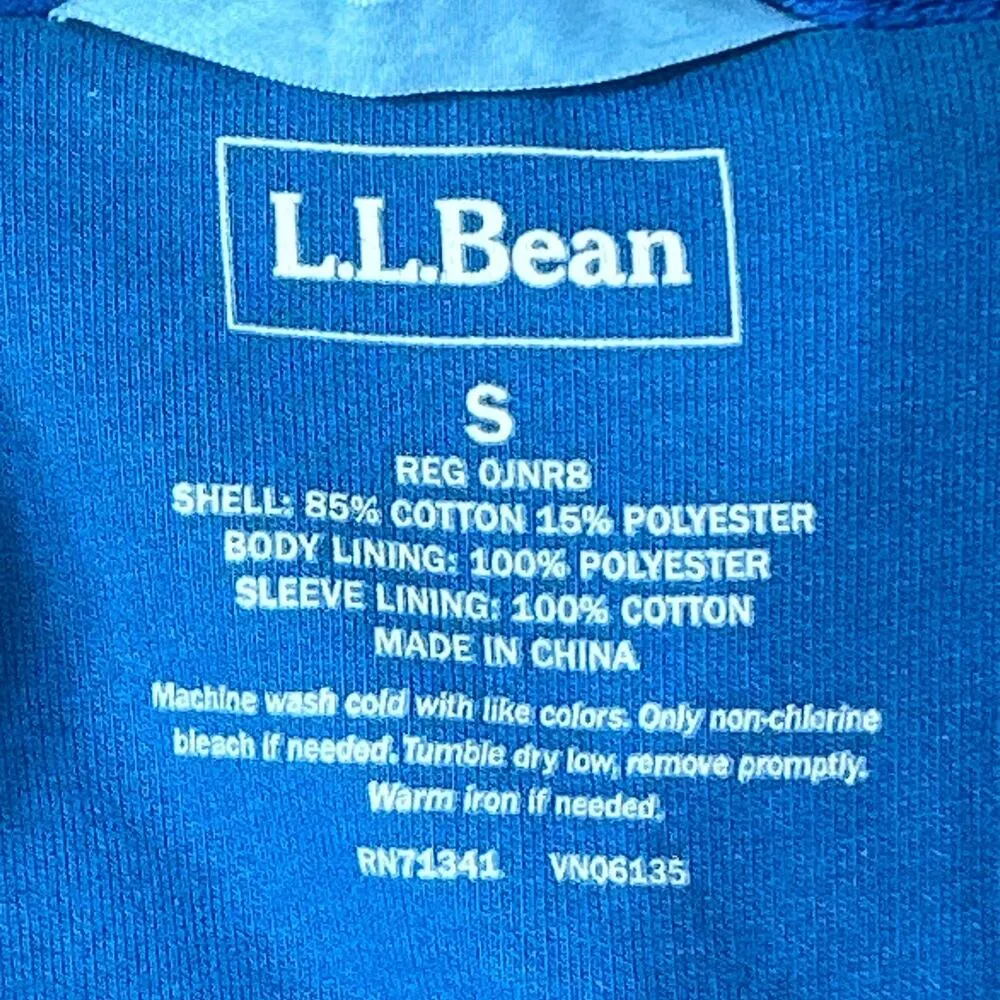 L.L.Bean
S
REG 0JNR8
SHELL: 85% COTTON 15% POLYESTER
BODY LINING: 100% POLYESTER
SLEEVE LINING: 100% COTTON
MADE IN CHINA
Machine wash cold with like colors. Only non-chlorine
bleach if needed. Tumble dry low, remove promptly.
Warm iron if needed.
RN71341 VN06135